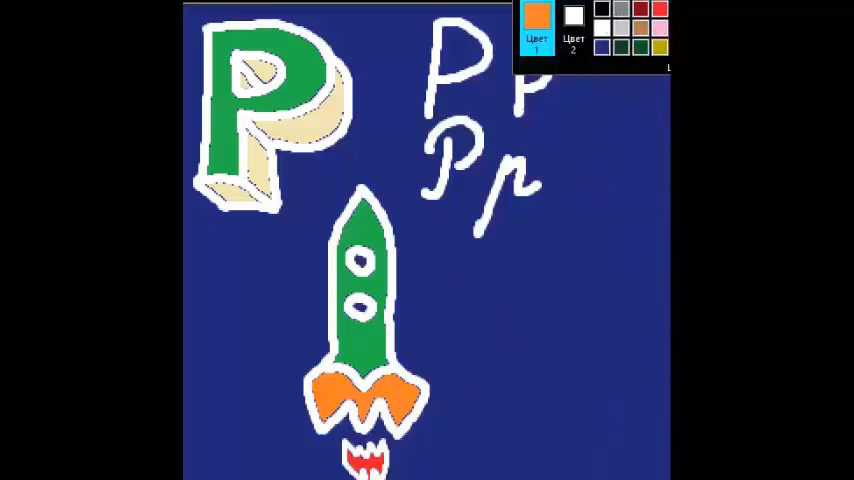 Р
Р р
Р р
Цвет 1
Цвет 2